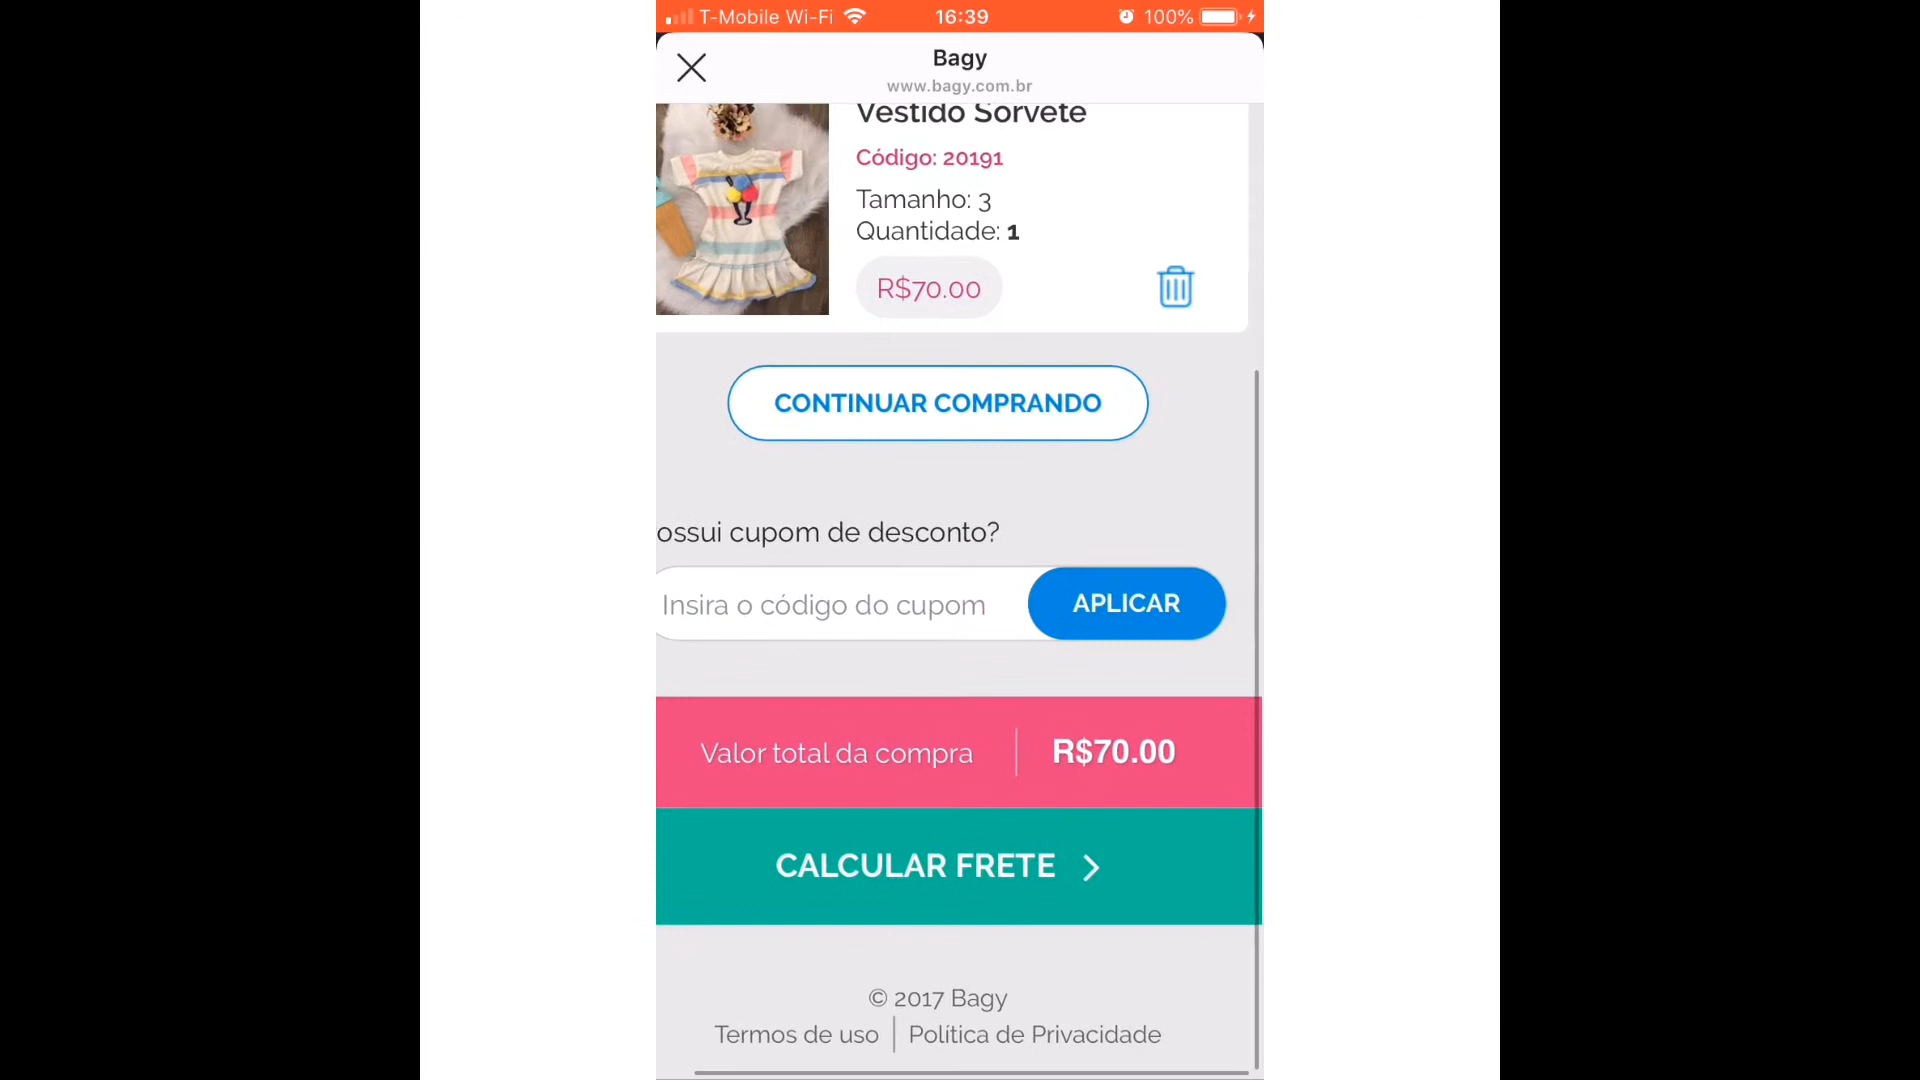 T-Mobile Wi-Fi 16:39 100%
Bagy
www.bagy.com.br
Vestido Sorvete
Código: 20191
Tamanho: 3
Quantidade: 1
R$70.00
CONTINUAR COMPRANDO
ossui cupom de desconto?
Insira o código do cupom APLICAR
Valor total da compra R$70.00
CALCULAR FRETE
© 2017 Bagy
Termos de uso Política de Privacidade